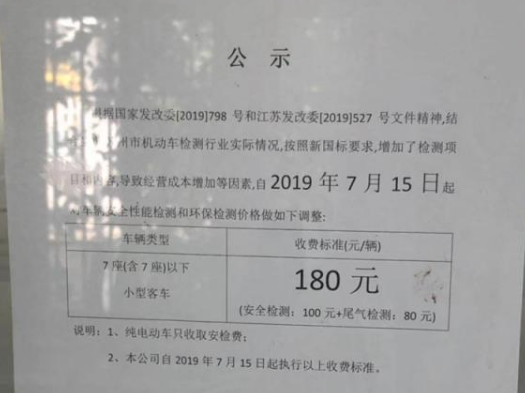 公 示
根据国家发改委[2019]798 号和江苏发改委[2019]527 号文件精神,结
州市机动车检测行业实际情况,按照新国标要求,增加了检测项
目和内容,导致经营成本增加等因素,自 2019 年 7 月 15 日起
对车辆安全性能检测和环保检测价格做如下调整:
车辆类型 收费标准(元/辆)
7 座(含 7 座)以下
小型客车
180 元
(安全检测: 100 元+尾气检测: 80 元)
说明: 1、纯电动车只收取安检费;
2、本公司自 2019 年 7 月 15 日起执行以上收费标准。